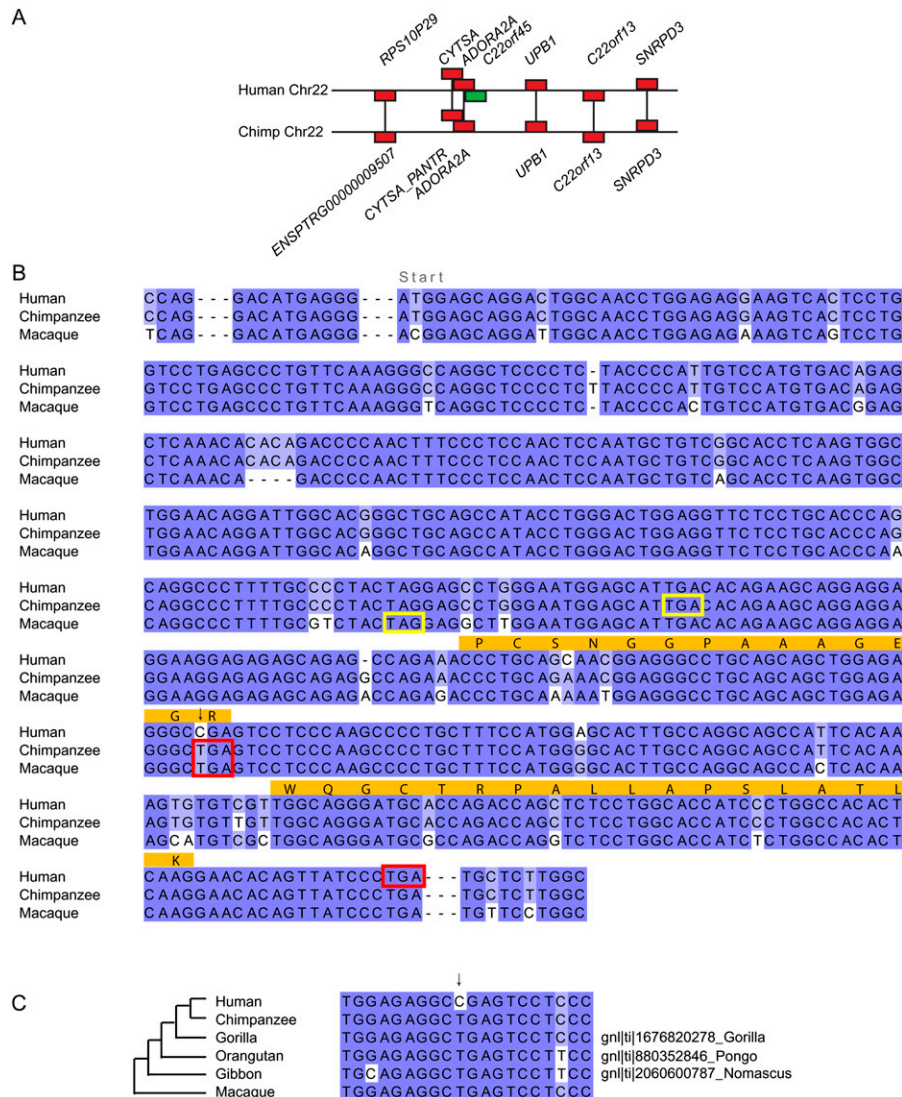 A
RPS10P29
CYTSA
ADORA2A
C22orf45
UPB1
C22orf13
SNRPD3
Human Chr22
Chimp Chr22
ENSPTRG00000009507
CYTSA_PANTR
ADORA2A
UPB1
C22orf13
SNRPD3
B
Start
Human CCAG---GACATGAGGG---ATGGAGCAGGACTGGCAACCTGGAGAGGAAGTCACTCCTG
Chimpanzee CCAG---GACATGAGGG---ATGGAGCAGGACTGGCAACCTGGAGAGGAAGTCACTCCTG
Macaque TCAG---GACATGAGGG---ACGGAGCAGGATTGGCAACCTGGAGAGAAAGTCAGTCCTG
Human GTCCTGAGCCCTGTTCAAAGGGCCAGGCTCCCCTC-TACCCCATTGTCCATGTGACAGAG
Chimpanzee GTCCTGAGCCCTGTTCAAAGGGCCAGGCTCCCCTCTTACCCCATTGTCCATGTGACAGAG
Macaque GTCCTGAGCCCTGTTCAAAGGGTCAGGCTCCCCTC-TACCCCACTGTCCATGTGACGGAG
Human CTCAAACACACAGACCCCAACTTTCCCTCCAACTCCAATGCTGTCGGCACCTCAAGTGGC
Chimpanzee CTCAAACACACAGACCCCAACTTTCCCTCCAACTCCAATGCTGTCGGCACCTCAAGTGGC
Macaque CTCAAACA----GACCCCAACTTTCCCTCCAACTCCAATGCTGTCAGCACCTCAAGTGGC
Human TGGAACAGGATTGGCACGGGCTGCAGCCATACCTGGGACTGGAGGTTCTCCTGCACCCAG
Chimpanzee TGGAACAGGATTGGCACGGGCTGCAGCCATACCTGGGACTGGAGGTTCTCCTGCACCCAG
Macaque TGGAACAGGATTGGCACAGGCTGCAGCCATACCTGGGACTGGAGGTTCTCCTGCACCCAA
Human CAGGCCCTTTTGCCCCTACTAGGAGCCTGGGAATGGAGCATTGACACAGAAGCAGGAGGA
Chimpanzee CAGGCCCTTTTGCCCCTACTAGGAGCCTGGGAATGGAGCATTGACACAGAAGCAGGAGGA
Macaque CAGGCCCTTTTGCGTCTACTAGGAGGCTTGGAATGGAGCATTGACACAGAAGCAGGAGGA
P C S N G G P A A A G E
Human GGAAGGAGAGAGCAGAG-CCAGAAACCCTGCAGCAACGGAGGGCCTGCAGCAGCTGGAGA
Chimpanzee GGAAGGAGAGAGCAGAGGCCAGAAACCCTGCAGAAACGGAGGGCCTGCAGCAGCTGGAGA
Macaque GGAAGGAGAGAGCAGAGACCAGAGACCCTGCAAAAATGGAGGGCCTGCAGCAGCTGGAGA
G ↓ R
Human GGGCCGAGTCCTCCCAAGCCCCTGCTTTCCATGGAGCACTTGCCAGGCAGCCATTCACAA
Chimpanzee GGGCTGAGTCCTCCCAAGCCCCTGCTTTCCATGGGGCACTTGCCAGGCAGCCATTCACAA
Macaque GGGCTGAGTCCTCCCAAGCCCCTGCTTTCCATGGGGCACTTGCCAGGCAGCCACTCACAA
W Q G C T R P A L L A P S L A T L
Human AGTGTGTCGTTGGCAGGGATGCACCAGACCAGCTCTCCTGGCACCATCCCTGGCCACACT
Chimpanzee AGTGTGTTGTTGGCAGGGATGCACCAGACCAGCTCTCCTGGCACCATCCCTGGCCACACT
Macaque AGCATGTCGCTGGCAGGGATGCGCCAGACCAGGTCTCCTGGCACCATCTCTGGCCACACT
K
Human CAAGGAACACAGTTATCCCTGA---TGCTCTTGGC
Chimpanzee CAAGGAACACAGTTATCCCTGA---TGCTCTTGGC
Macaque CAAGGAACACAGTTATCCCTGA---TGTTCCTGGC
C
↓
Human TGGAGAGGCCGAGTCCTCCC
Chimpanzee TGGAGAGGCTGAGTCCTCCC
Gorilla TGGAGAGGCTGAGTCCTCCC gnl|ti|1676820278_Gorilla
Orangutan TGGAGAGGCTGAGTCCTTCC gnl|ti|880352846_Pongo
Gibbon TGCAGAGGCTGAGTCCTTCC gnl|ti|2060600787_Nomascus
Macaque TGGAGAGGCTGAGTCCTCCC